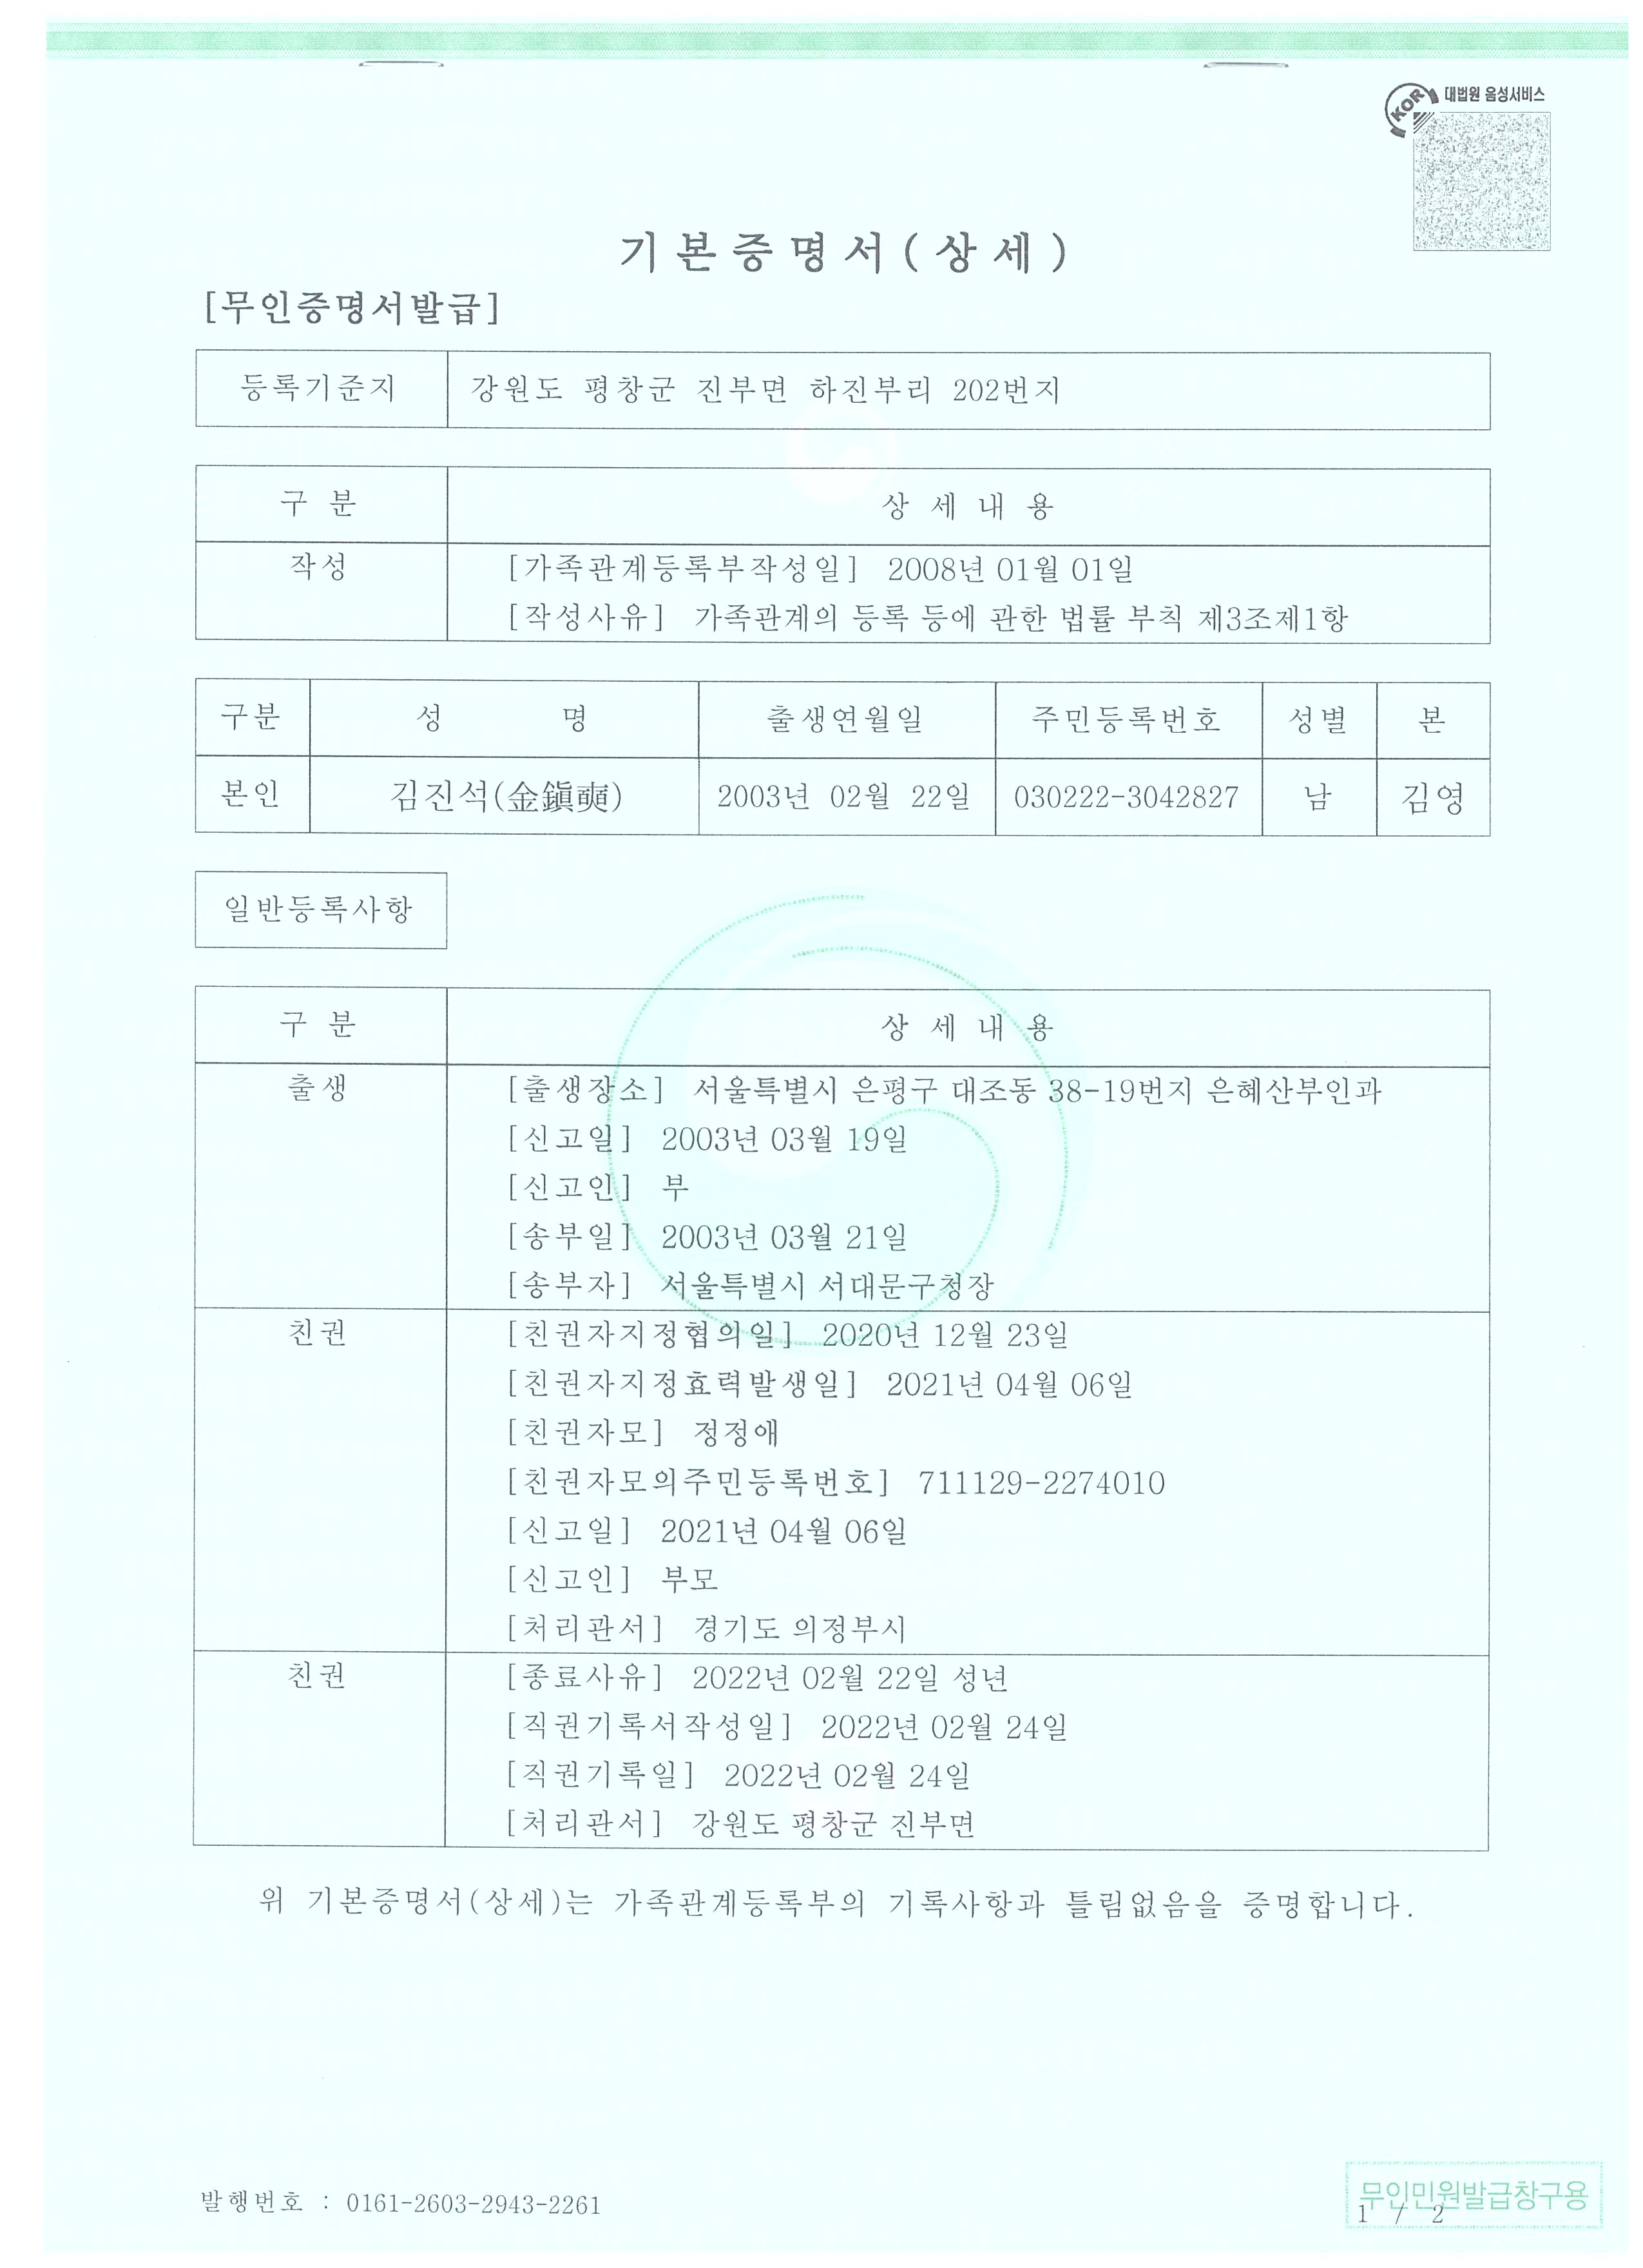 KOR 대법원 음성서비스
기본증명서(상세)
[무인증명서발급]
등록기준지 강원도 평창군 진부면 하진부리 202번지
구 분 상 세 내 용
작성 [가족관계등록부작성일] 2008년 01월 01일
[작성사유] 가족관계의 등록 등에 관한 법률 부칙 제3조제1항
구분 성 명 출생연월일 주민등록번호 성별 본
본인 김진석(金鎭奭) 2003년 02월 22일 030222-3042827 남 김영
일반등록사항
구 분 상 세 내 용
출생 [출생장소] 서울특별시 은평구 대조동 38-19번지 은혜산부인과
[신고일] 2003년 03월 19일
[신고인] 부
[송부일] 2003년 03월 21일
[송부자] 서울특별시 서대문구청장
친권 [친권자지정협의일] 2020년 12월 23일
[친권자지정효력발생일] 2021년 04월 06일
[친권자모] 정정애
[친권자모의주민등록번호] 711129-2274010
[신고일] 2021년 04월 06일
[신고인] 부모
[처리관서] 경기도 의정부시
친권 [종료사유] 2022년 02월 22일 성년
[직권기록서작성일] 2022년 02월 24일
[직권기록일] 2022년 02월 24일
[처리관서] 강원도 평창군 진부면
위 기본증명서(상세)는 가족관계등록부의 기록사항과 틀림없음을 증명합니다.
발행번호 : 0161-2603-2943-2261
무인민원발급창구용
1 / 2